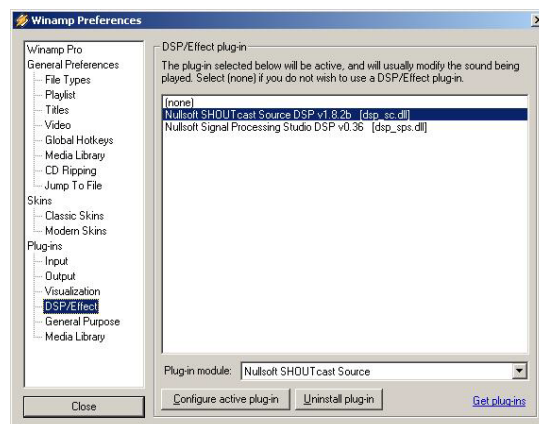 Winamp Preferences
Winamp Pro
General Preferences
File Types
Playlist
Titles
Video
Global Hotkeys
Media Library
CD Ripping
Jump To File
Skins
Classic Skins
Modern Skins
Plug-ins
Input
Output
Visualization
DSP/Effect
General Purpose
Media Library
Close
DSP/Effect plug-in
The plug-in selected below will be active, and will usually modify the sound being
played. Select (none) if you do not wish to use a DSP/Effect plug-in.
(none)
Nullsoft SHOUTcast Source DSP v1.8.2b [dsp_sc.dll]
Nullsoft Signal Processing Studio DSP v0.36 [dsp_sps.dll]
Plug-in module: Nullsoft SHOUTcast Source
Configure active plug-in Uninstall plug-in Get plug-ins